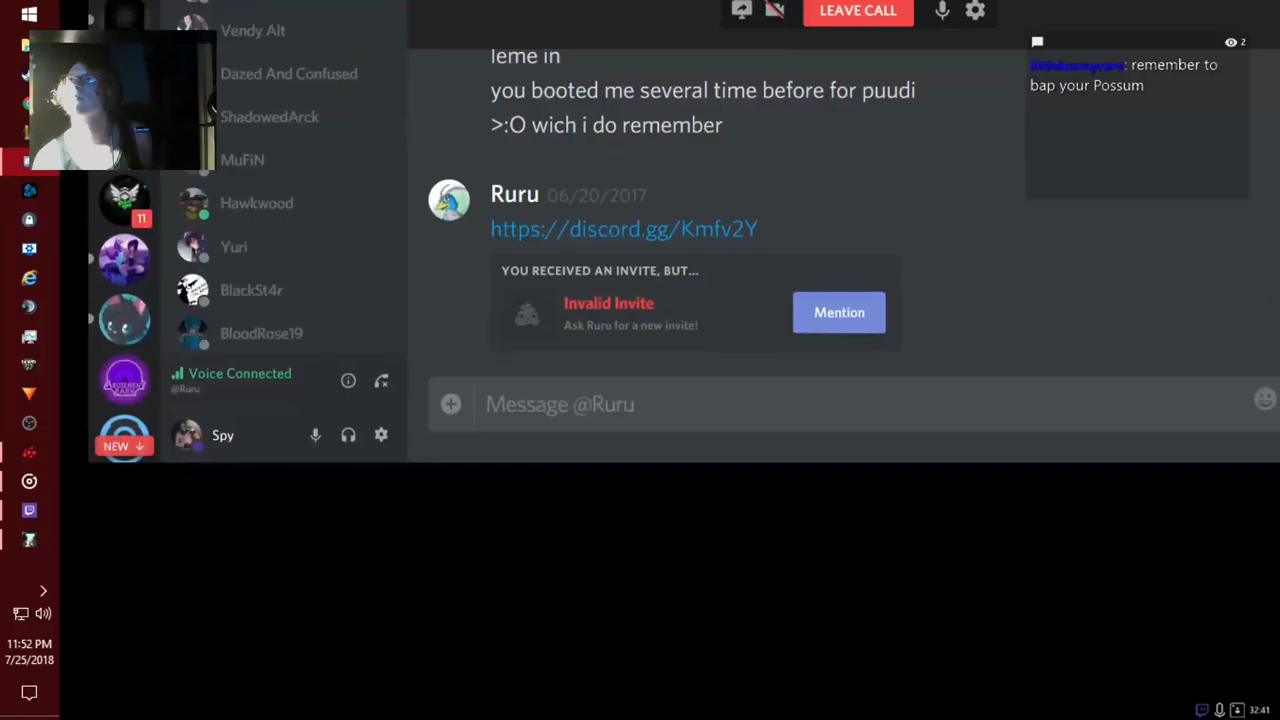 Vendy Alt
Dazed And Confused
ShadowedArck
MuFiN
Hawkwood
Yuri
BlackSt4r
BloodRose19
11
NEW ↓
Voice Connected
@Ruru
Spy
LEAVE CALL
leme in
you booted me several time before for puudi
>:O wich i do remember
Ruru 06/20/2017
https://discord.gg/Kmfv2Y
YOU RECEIVED AN INVITE, BUT...
Invalid Invite
Ask Ruru for a new invite!
Mention
Message @Ruru
2
: remember to
bap your Possum
11:52 PM
7/25/2018
32:41